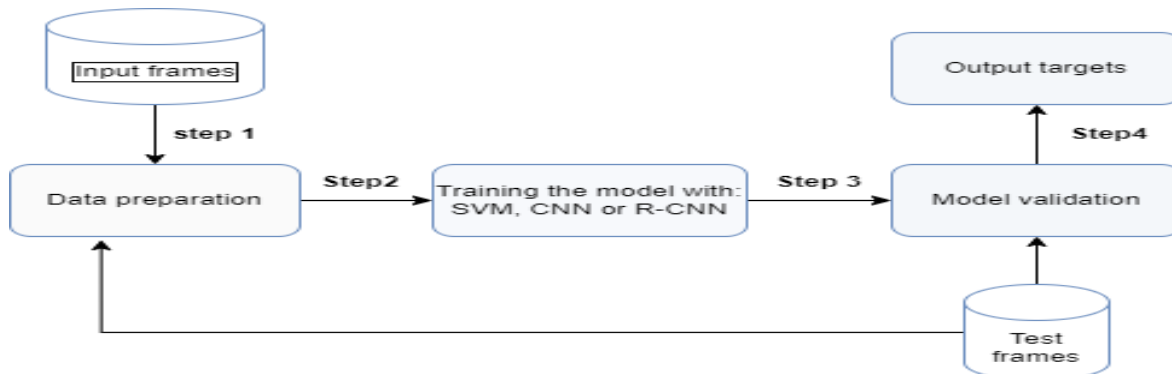 Input frames
Output targets
step 1
Step4
Data preparation
Step2
Training the model with:
SVM, CNN or R-CNN
Step 3
Model validation
Test
frames